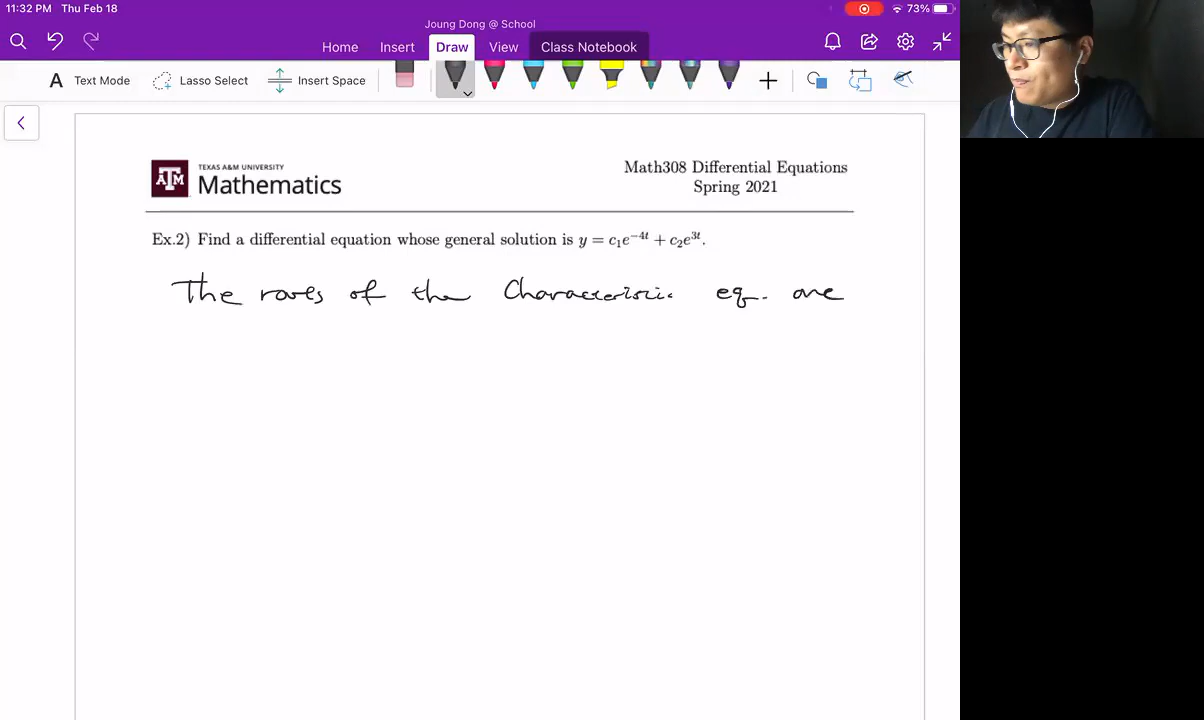 11:32 PM Thu Feb 18
73%
Joung Dong @ School
Home Insert Draw View Class Notebook
A Text Mode Lasso Select Insert Space
TEXAS A&M UNIVERSITY
Mathematics
Math308 Differential Equations
Spring 2021
Ex.2) Find a differential equation whose general solution is y = c₁e⁻⁴ᵗ + c₂e³ᵗ.
The roots of the Characteristic eq. are